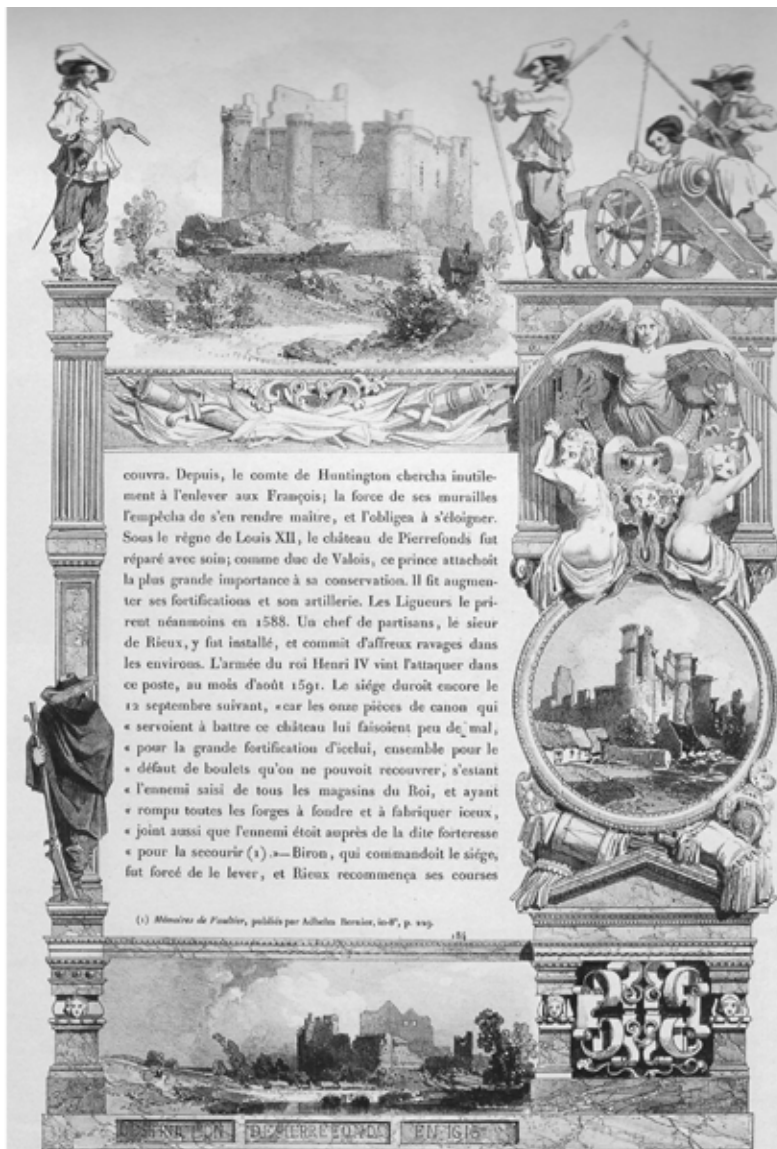 couvra. Depuis, le comte de Huntington chercha inutile-
ment à l'enlever aux François; la force de ses murailles
l'empêcha de s'en rendre maître, et l'obligea à s'éloigner.
Sous le règne de Louis XII, le château de Pierrefonds fut
réparé avec soin; comme duc de Valois, ce prince attachoit
la plus grande importance à sa conservation. Il fit augmen-
ter ses fortifications et son artillerie. Les Ligueurs le pri-
rent néanmoins en 1588. Un chef de partisans, le sieur
de Rieux, y fut installé, et commit d'affreux ravages dans
les environs. L'armée du roi Henri IV vint l'attaquer dans
ce poste, au mois d'août 1591. Le siége duroit encore le
12 septembre suivant, «car les onze pièces de canon qui
« servoient à battre ce château lui faisoient peu de mal,
« pour la grande fortification d'icelui, ensemble pour le
« défaut de boulets qu'on ne pouvoit recouvrer, s'estant
« l'ennemi saisi de tous les magasins du Roi, et ayant
« rompu toutes les forges à fondre et à fabriquer iceux,
« joint aussi que l'ennemi étoit auprès de la dite forteresse
« pour la secourir (1).»—Biron, qui commandoit le siége,
fut forcé de le lever, et Rieux recommença ses courses
(1) Mémoires de Vaultier, publiés par Adhelm Bernier, in-8°, p. 229.
184
DE PIERREFONDS EN 1618